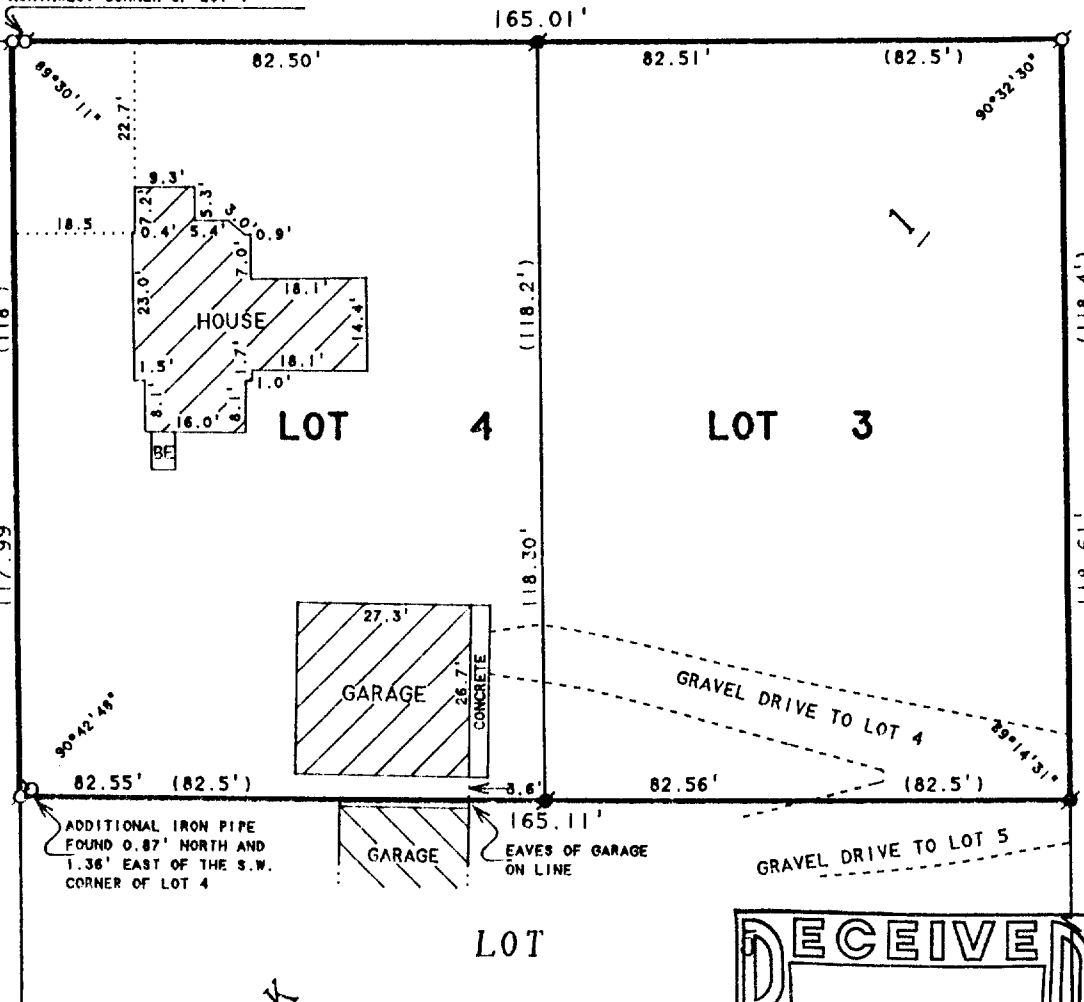 165.01'
82.50'
82.51'
(82.5')
89°30'11"
90°32'30"
22.7'
9.3'
07.2'
5.3'
3.0'
18.5
0.4'
5.4'
0.9'
7.0'
1
23.0'
18.1'
14.4'
HOUSE
(118.2')
(118.4')
1.5'
1.7'
18.1'
1.0'
8.1'
16.0'
8.1'
LOT 4
LOT 3
BE
117.99
118.30'
27.3'
26.7'
GARAGE
CONCRETE
GRAVEL DRIVE TO LOT 4
90°42'48"
89°14'31"
82.55' (82.5')
3.6'
82.56'
(82.5')
165.11'
ADDITIONAL IRON PIPE
FOUND 0.87' NORTH AND
1.36' EAST OF THE S.W.
CORNER OF LOT 4
GARAGE
EAVES OF GARAGE
ON LINE
GRAVEL DRIVE TO LOT 5
LOT
K